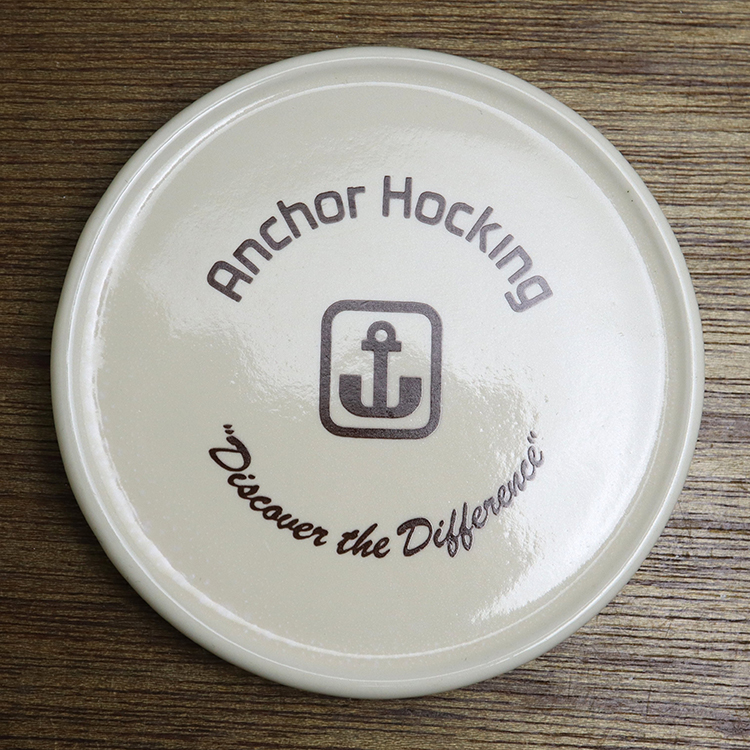 Anchor Hocking
"Discover the Difference"